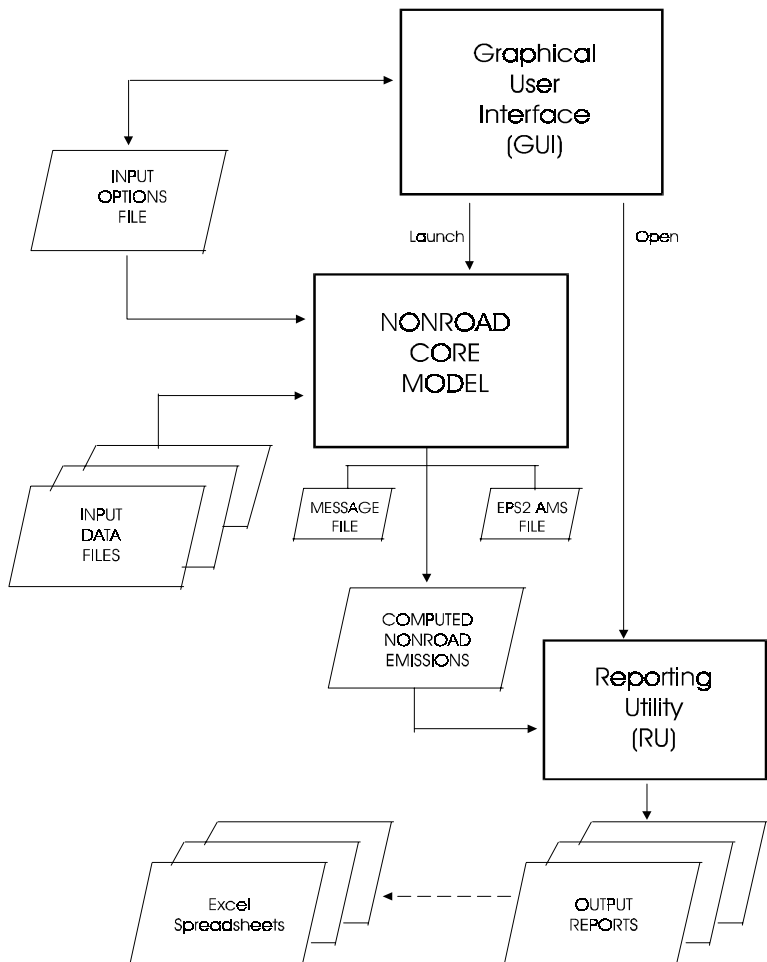 Graphical
User
Interface
(GUI)
INPUT
OPTIONS
FILE
Launch
Open
NONROAD
CORE
MODEL
INPUT
DATA
FILES
MESSAGE
FILE
EPS2 AMS
FILE
COMPUTED
NONROAD
EMISSIONS
Reporting
Utility
(RU)
Excel
Spreadsheets
OUTPUT
REPORTS